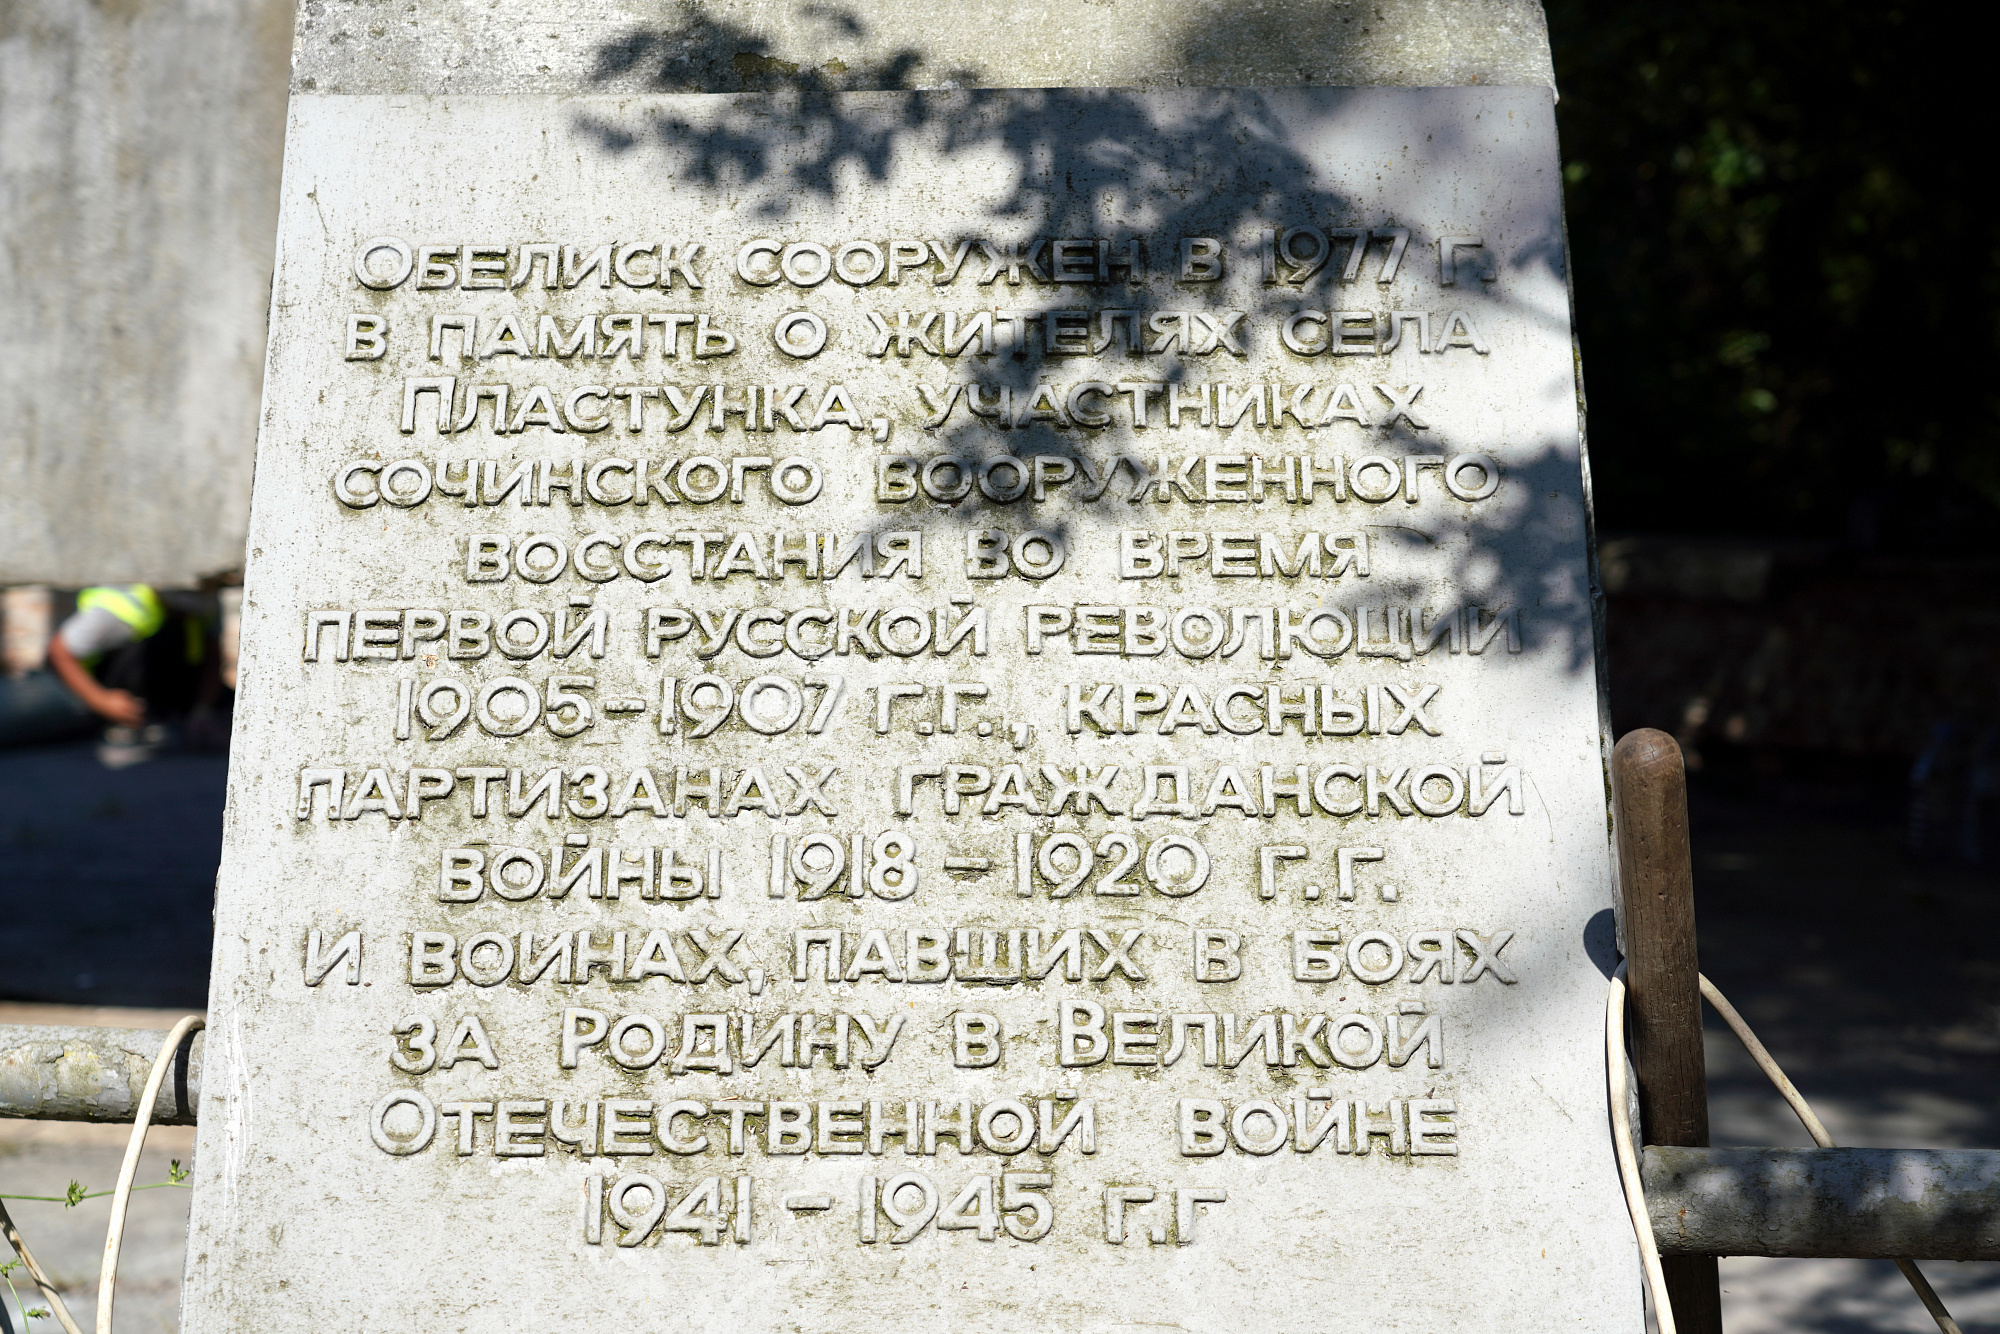 Обелиск сооружен в 1977 г.
в память о жителях села
Пластунка, участниках
сочинского вооруженного
восстания во время
первой русской революции
1905-1907 г.г., красных
партизанах гражданской
войны 1918 - 1920 г.г.
и воинах, павших в боях
за Родину в Великой
Отечественной войне
1941 - 1945 г.г